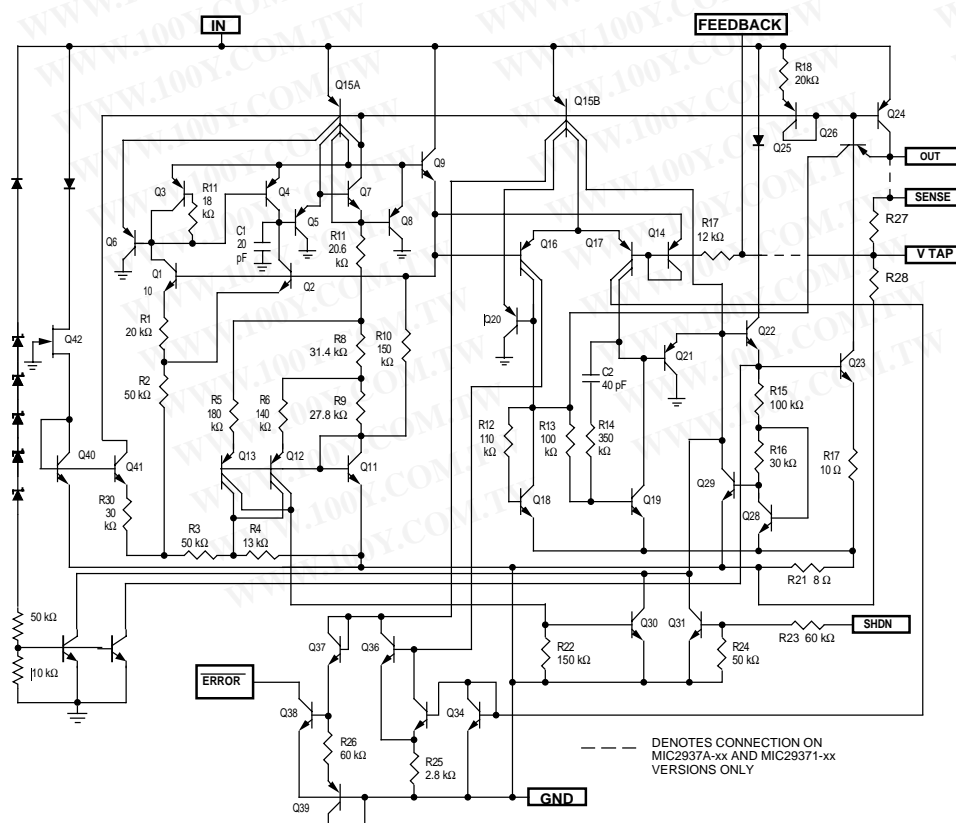 IN
FEEDBACK
R18
20kΩ
Q15A
Q15B
Q24
Q26
Q25
OUT
Q9
Q3
R11
18
kΩ
Q4
Q7
SENSE
Q5
Q8
Q6
C1
20
pF
R11
20.6
kΩ
Q16
Q17
Q14
R17
12 kΩ
R27
V TAP
R28
Q1
10
Q2
R1
20 kΩ
R10
150
kΩ
Q20
Q42
R8
31.4 kΩ
Q22
Q21
Q23
R2
50 kΩ
C2
40 pF
R5
180
kΩ
R6
140
kΩ
R9
27.8 kΩ
R15
100 kΩ
R12
110
kΩ
R13
100
kΩ
R14
350
kΩ
R16
30 kΩ
R17
10 Ω
Q40
Q41
Q13
Q12
Q11
Q29
R30
30
kΩ
Q18
Q19
Q28
R3
50 kΩ
R4
13 kΩ
R21 8 Ω
50 kΩ
10 kΩ
Q37
Q36
R22
150 kΩ
Q30
Q31
R24
50 kΩ
R23 60 kΩ
SHDN
ERROR
Q38
Q34
R26
60 kΩ
R25
2.8 kΩ
Q39
GND
DENOTES CONNECTION ON
MIC2937A-xx AND MIC29371-xx
VERSIONS ONLY
WWW.100Y.COM.TW